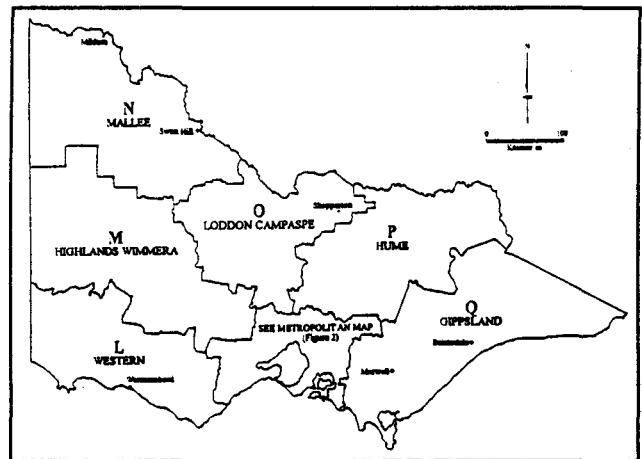 Mildura
N
MALLEE
Swan Hill
N
0 100
O
LODDON CAMPASPE
Shepparton
M
HIGHLANDS WIMMERA
P
HUME
Q
GIPPSLAND
SEE METROPOLITAN MAP
(Figure 2)
Bairnsdale
L
WESTERN
Warrnambool
Morwell